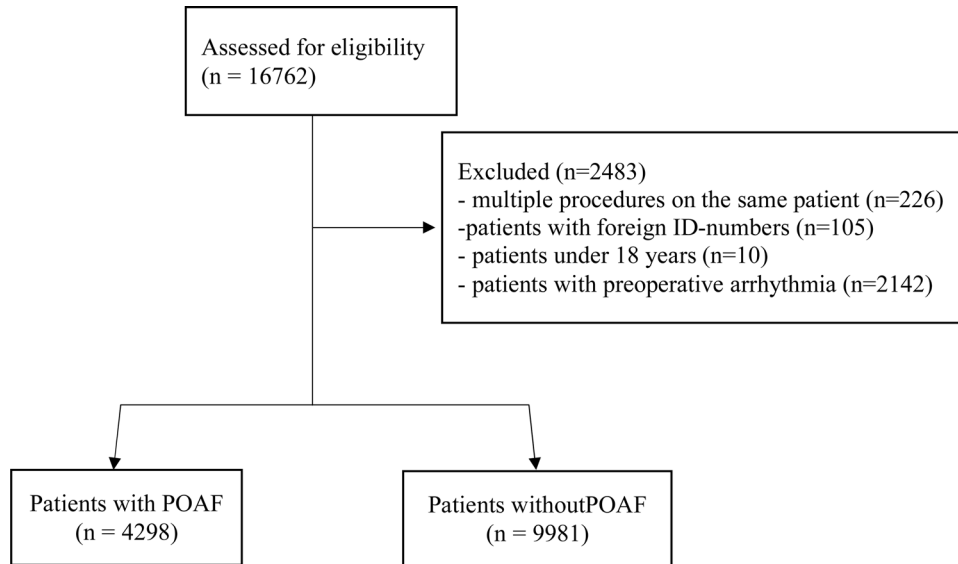 Assessed for eligibility
(n = 16762)
Excluded (n=2483)
- multiple procedures on the same patient (n=226)
-patients with foreign ID-numbers (n=105)
- patients under 18 years (n=10)
- patients with preoperative arrhythmia (n=2142)
Patients with POAF
(n = 4298)
Patients withoutPOAF
(n = 9981)